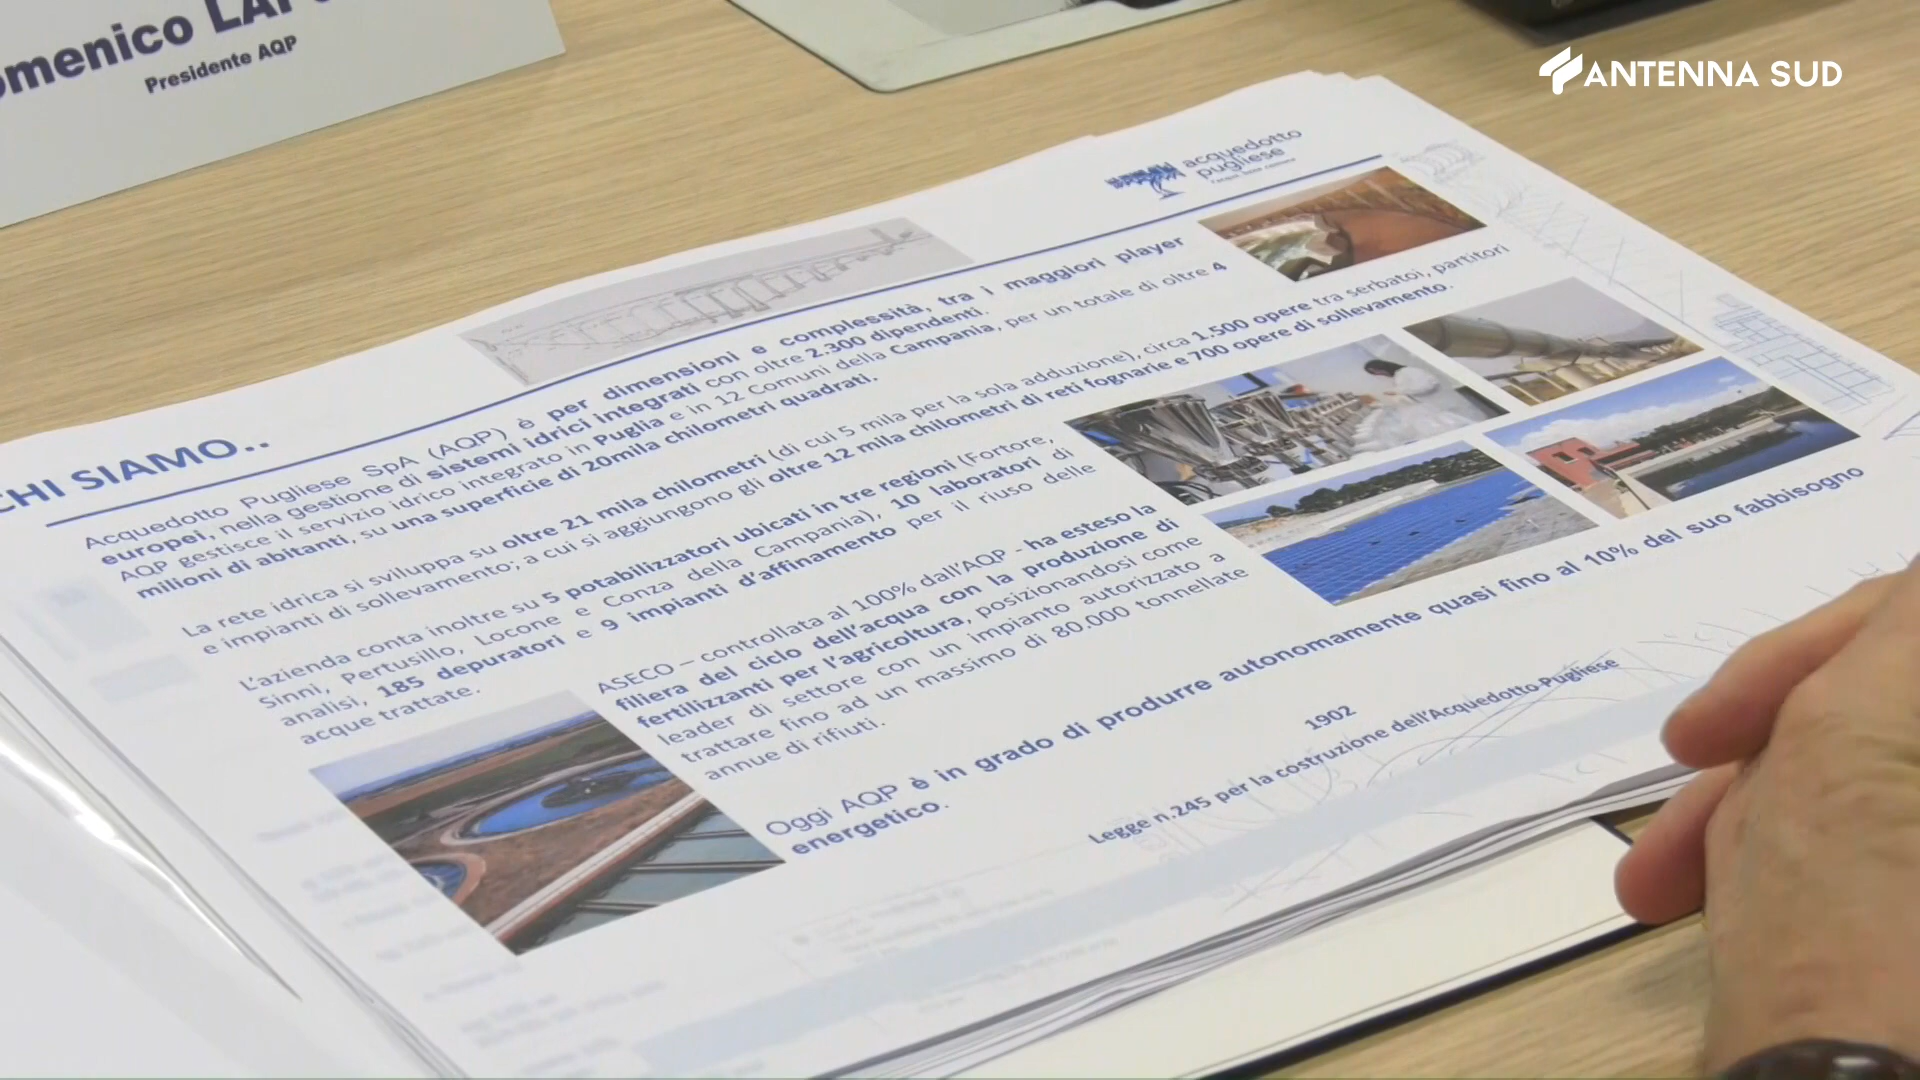 Domenico LAF
Presidente AQP
ANTENNA SUD
acquedotto
pugliese
CHI SIAMO..
Acquedotto Pugliese SpA (AQP) è per dimensioni e complessità, tra i maggiori player
europei, nella gestione di sistemi idrici integrati con oltre 2.300 dipendenti.
AQP gestisce il servizio idrico integrato in Puglia e in 12 Comuni della Campania, per un totale di oltre 4
milioni di abitanti, su una superficie di 20mila chilometri quadrati.
La rete idrica si sviluppa su oltre 21 mila chilometri (di cui 5 mila per la sola adduzione), circa 1.500 opere tra serbatoi, partitori
e impianti di sollevamento; a cui si aggiungono gli oltre 12 mila chilometri di reti fognarie e 700 opere di sollevamento.
L'azienda conta inoltre su 5 potabilizzatori ubicati in tre regioni (Fortore,
Sinni, Pertusillo, Locone e Conza della Campania), 10 laboratori di
analisi, 185 depuratori e 9 impianti d'affinamento per il riuso delle
acque trattate.
ASECO – controllata al 100% dall'AQP - ha esteso la
filiera del ciclo dell'acqua con la produzione di
fertilizzanti per l'agricoltura, posizionandosi come
leader di settore con un impianto autorizzato a
trattare fino ad un massimo di 80.000 tonnellate
annue di rifiuti.
Oggi AQP è in grado di produrre autonomamente quasi fino al 10% del suo fabbisogno
energetico.
1902
Legge n.245 per la costruzione dell'Acquedotto Pugliese